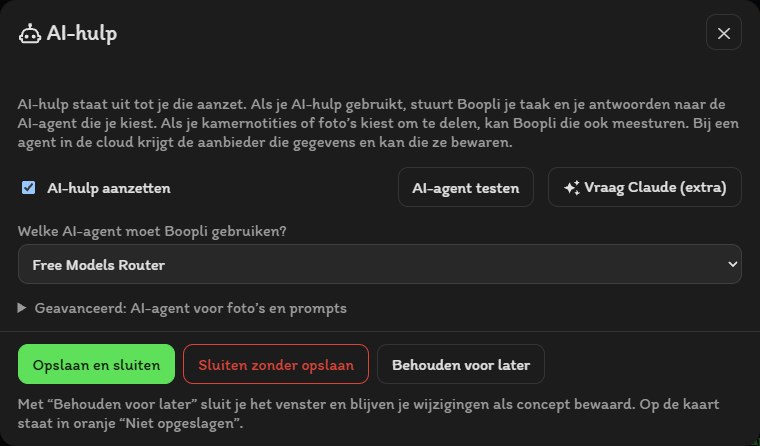 AI-hulp
AI-hulp staat uit tot je die aanzet. Als je AI-hulp gebruikt, stuurt Boopli je taak en je antwoorden naar de
AI-agent die je kiest. Als je kamernotities of foto’s kiest om te delen, kan Boopli die ook meesturen. Bij een
agent in de cloud krijgt de aanbieder die gegevens en kan die ze bewaren.
AI-hulp aanzetten
AI-agent testen
Vraag Claude (extra)
Welke AI-agent moet Boopli gebruiken?
Free Models Router
Geavanceerd: AI-agent voor foto’s en prompts
Opslaan en sluiten
Sluiten zonder opslaan
Behouden voor later
Met “Behouden voor later” sluit je het venster en blijven je wijzigingen als concept bewaard. Op de kaart
staat in oranje “Niet opgeslagen”.